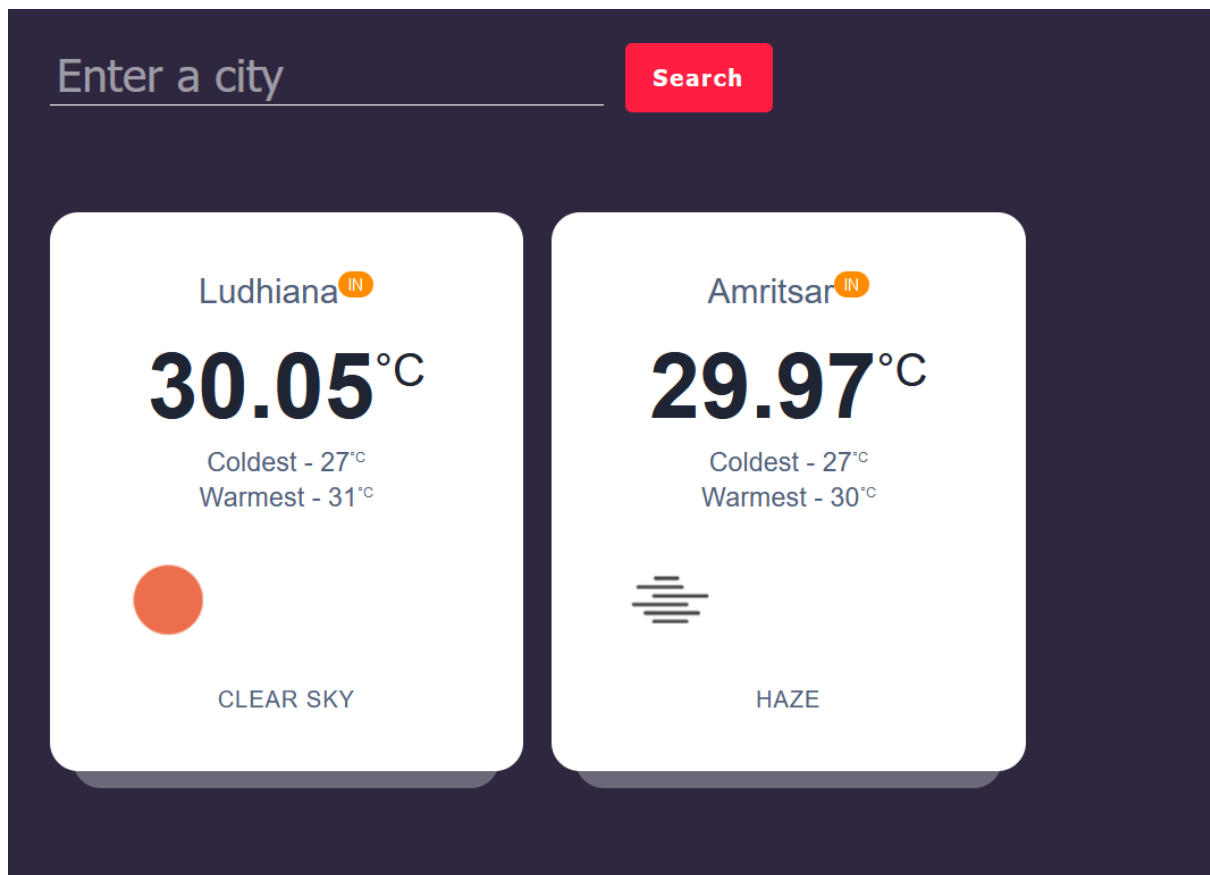 Enter a city
Search
Ludhiana IN
30.05°C
Coldest - 27°C
Warmest - 31°C
CLEAR SKY
Amritsar IN
29.97°C
Coldest - 27°C
Warmest - 30°C
HAZE